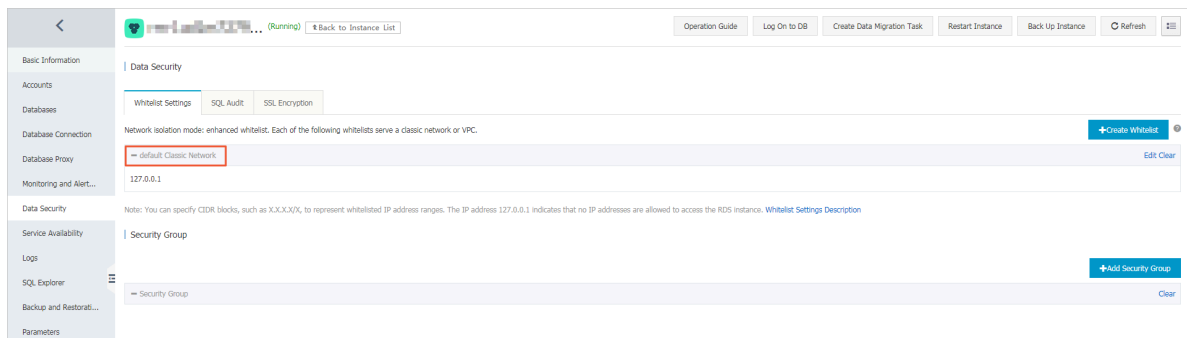 ... (Running) Back to Instance List Operation Guide Log On to DB Create Data Migration Task Restart Instance Back Up Instance Refresh
Basic Information
Accounts
Databases
Database Connection
Database Proxy
Monitoring and Alert...
Data Security
Service Availability
Logs
SQL Explorer
Backup and Restorati...
Parameters
Data Security
Whitelist Settings SQL Audit SSL Encryption
Network isolation mode: enhanced whitelist. Each of the following whitelists serve a classic network or VPC. +Create Whitelist
default Classic Network Edit Clear
127.0.0.1
Note: You can specify CIDR blocks, such as X.X.X.X/X, to represent whitelisted IP address ranges. The IP address 127.0.0.1 indicates that no IP addresses are allowed to access the RDS instance. Whitelist Settings Description
Security Group
+Add Security Group
Security Group Clear